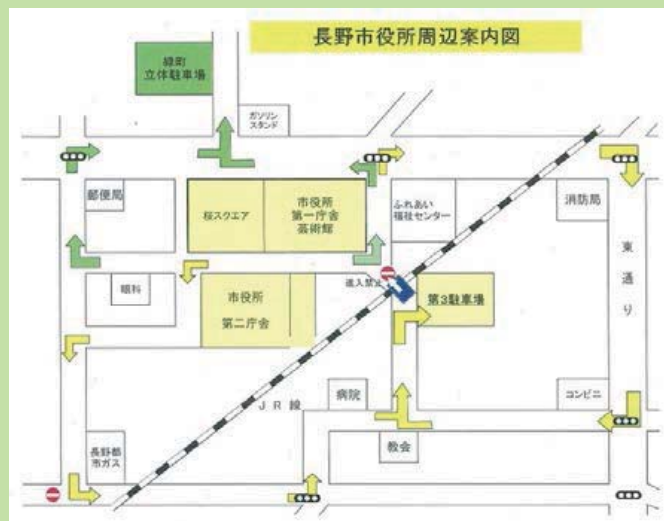 長野市役所周辺案内図
緑町
立体駐車場
ガソリン
スタンド
郵便局
桜スクエア
市役所
第一庁舎
芸術館
ふれあい
福祉センター
消防局
眼科
市役所
第二庁舎
進入禁止
第3駐車場
東通り
JR線
病院
コンビニ
長野都
市ガス
教会